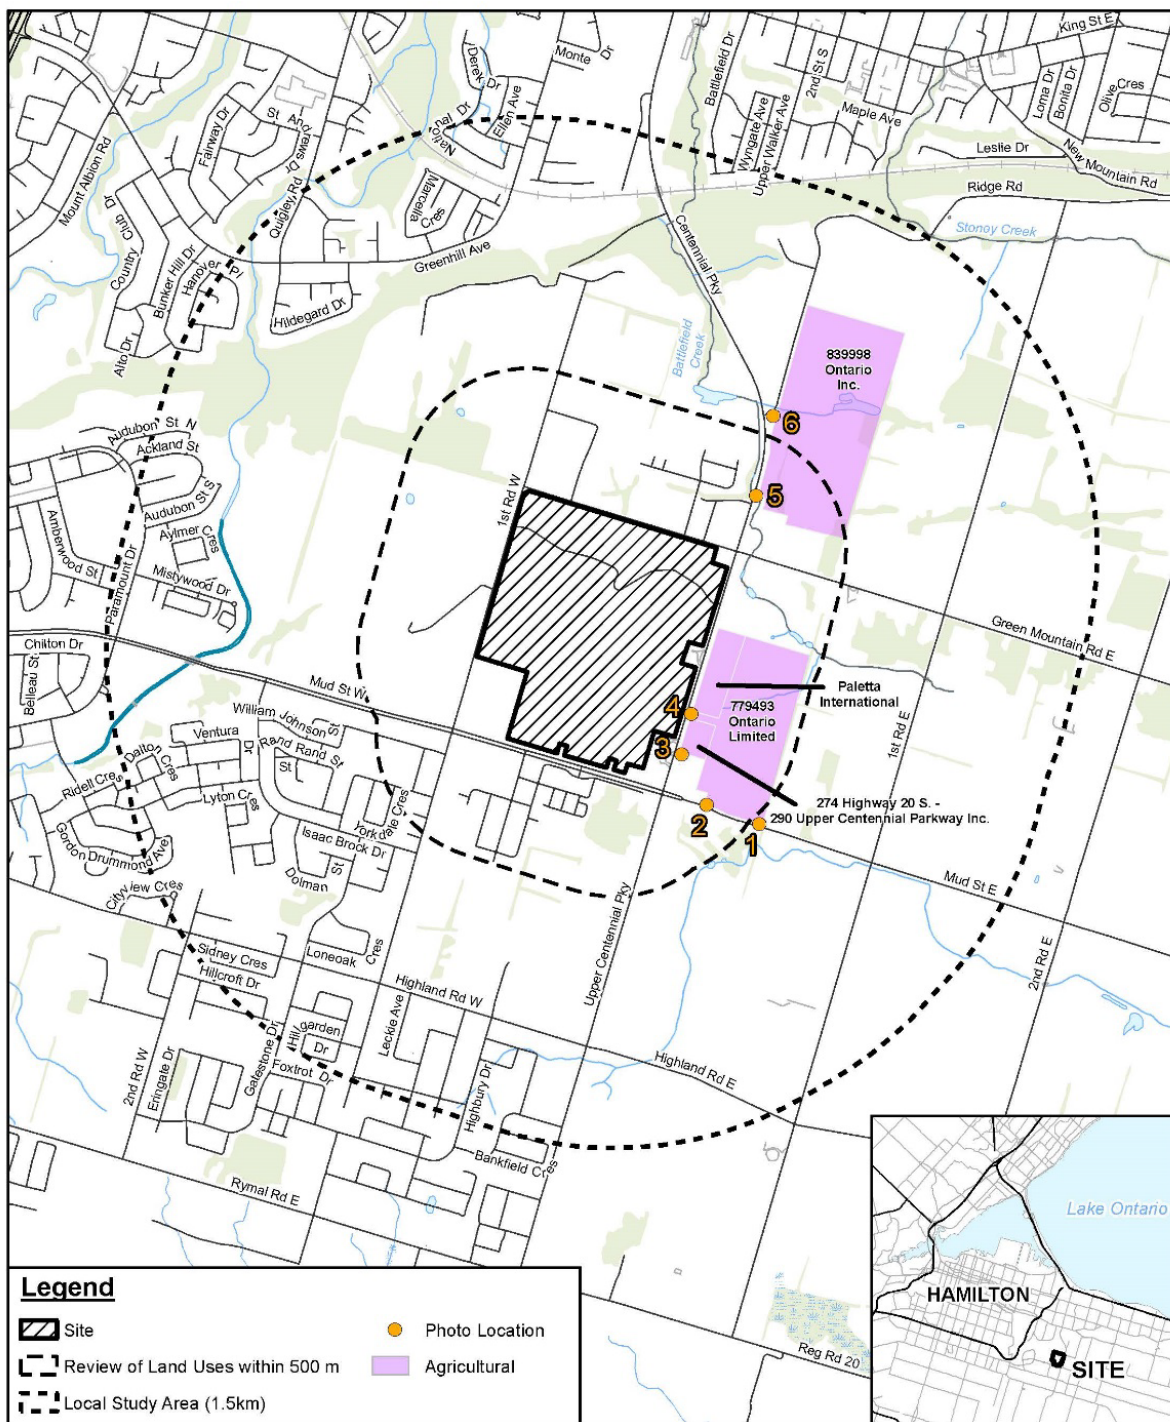 King St E
Monte Dr
Derek Dr
Battlefield Dr
2nd St S
Loma Dr
Bonita Dr
Olive Cres
Maple Ave
Ellen Ave
National Dr
St Andrews Dr
Fairway Dr
Mount Albion Rd
Wyngate Ave
Upper Walker Ave
Leslie Dr
New Mountain Rd
Ridge Rd
Quigley Rd
Marcella Cres
Country Club Dr
Centennial Pky
Stoney Creek
Greenhill Ave
Bunker Hill Dr
Hanover Pl
Hildegard Dr
Alto Dr
Battlefield
Creek
839998
Ontario
Inc.
6
Audubon St N
Ackland St
5
1st Rd W
Audubon St S
Aylmer Cres
Amberwood St
Paramount Dr
Mistywood Dr
Green Mountain Rd E
Chilton Dr
Belleau St
Mud St W
Paletta
International
4
779493
Ontario
Limited
1st Rd E
William Johnson St
Ventura Dr
Rand Rand St
St
3
Dalton Cres
Ridell Cres
Lyton Cres
274 Highway 20 S. -
290 Upper Centennial Parkway Inc.
2
1
Yorkdale Cres
Isaac Brock Dr
Gordon Drummond Ave
Dolman St
Cityview Cres
Mud St E
Upper Centennial Pky
Sidney Cres
Loneoak Cres
Hillcroft Dr
Highland Rd W
2nd Rd E
Leckie Ave
Hillgarden Dr
Highland Rd E
Foxtrot Dr
Galestone Dr
2nd Rd W
Eringate Dr
Highbury Dr
Bankfield Cres
Rymal Rd E
Reg Rd 20
Lake Ontario
HAMILTON
SITE
Legend
Site
Photo Location
Review of Land Uses within 500 m
Agricultural
Local Study Area (1.5km)